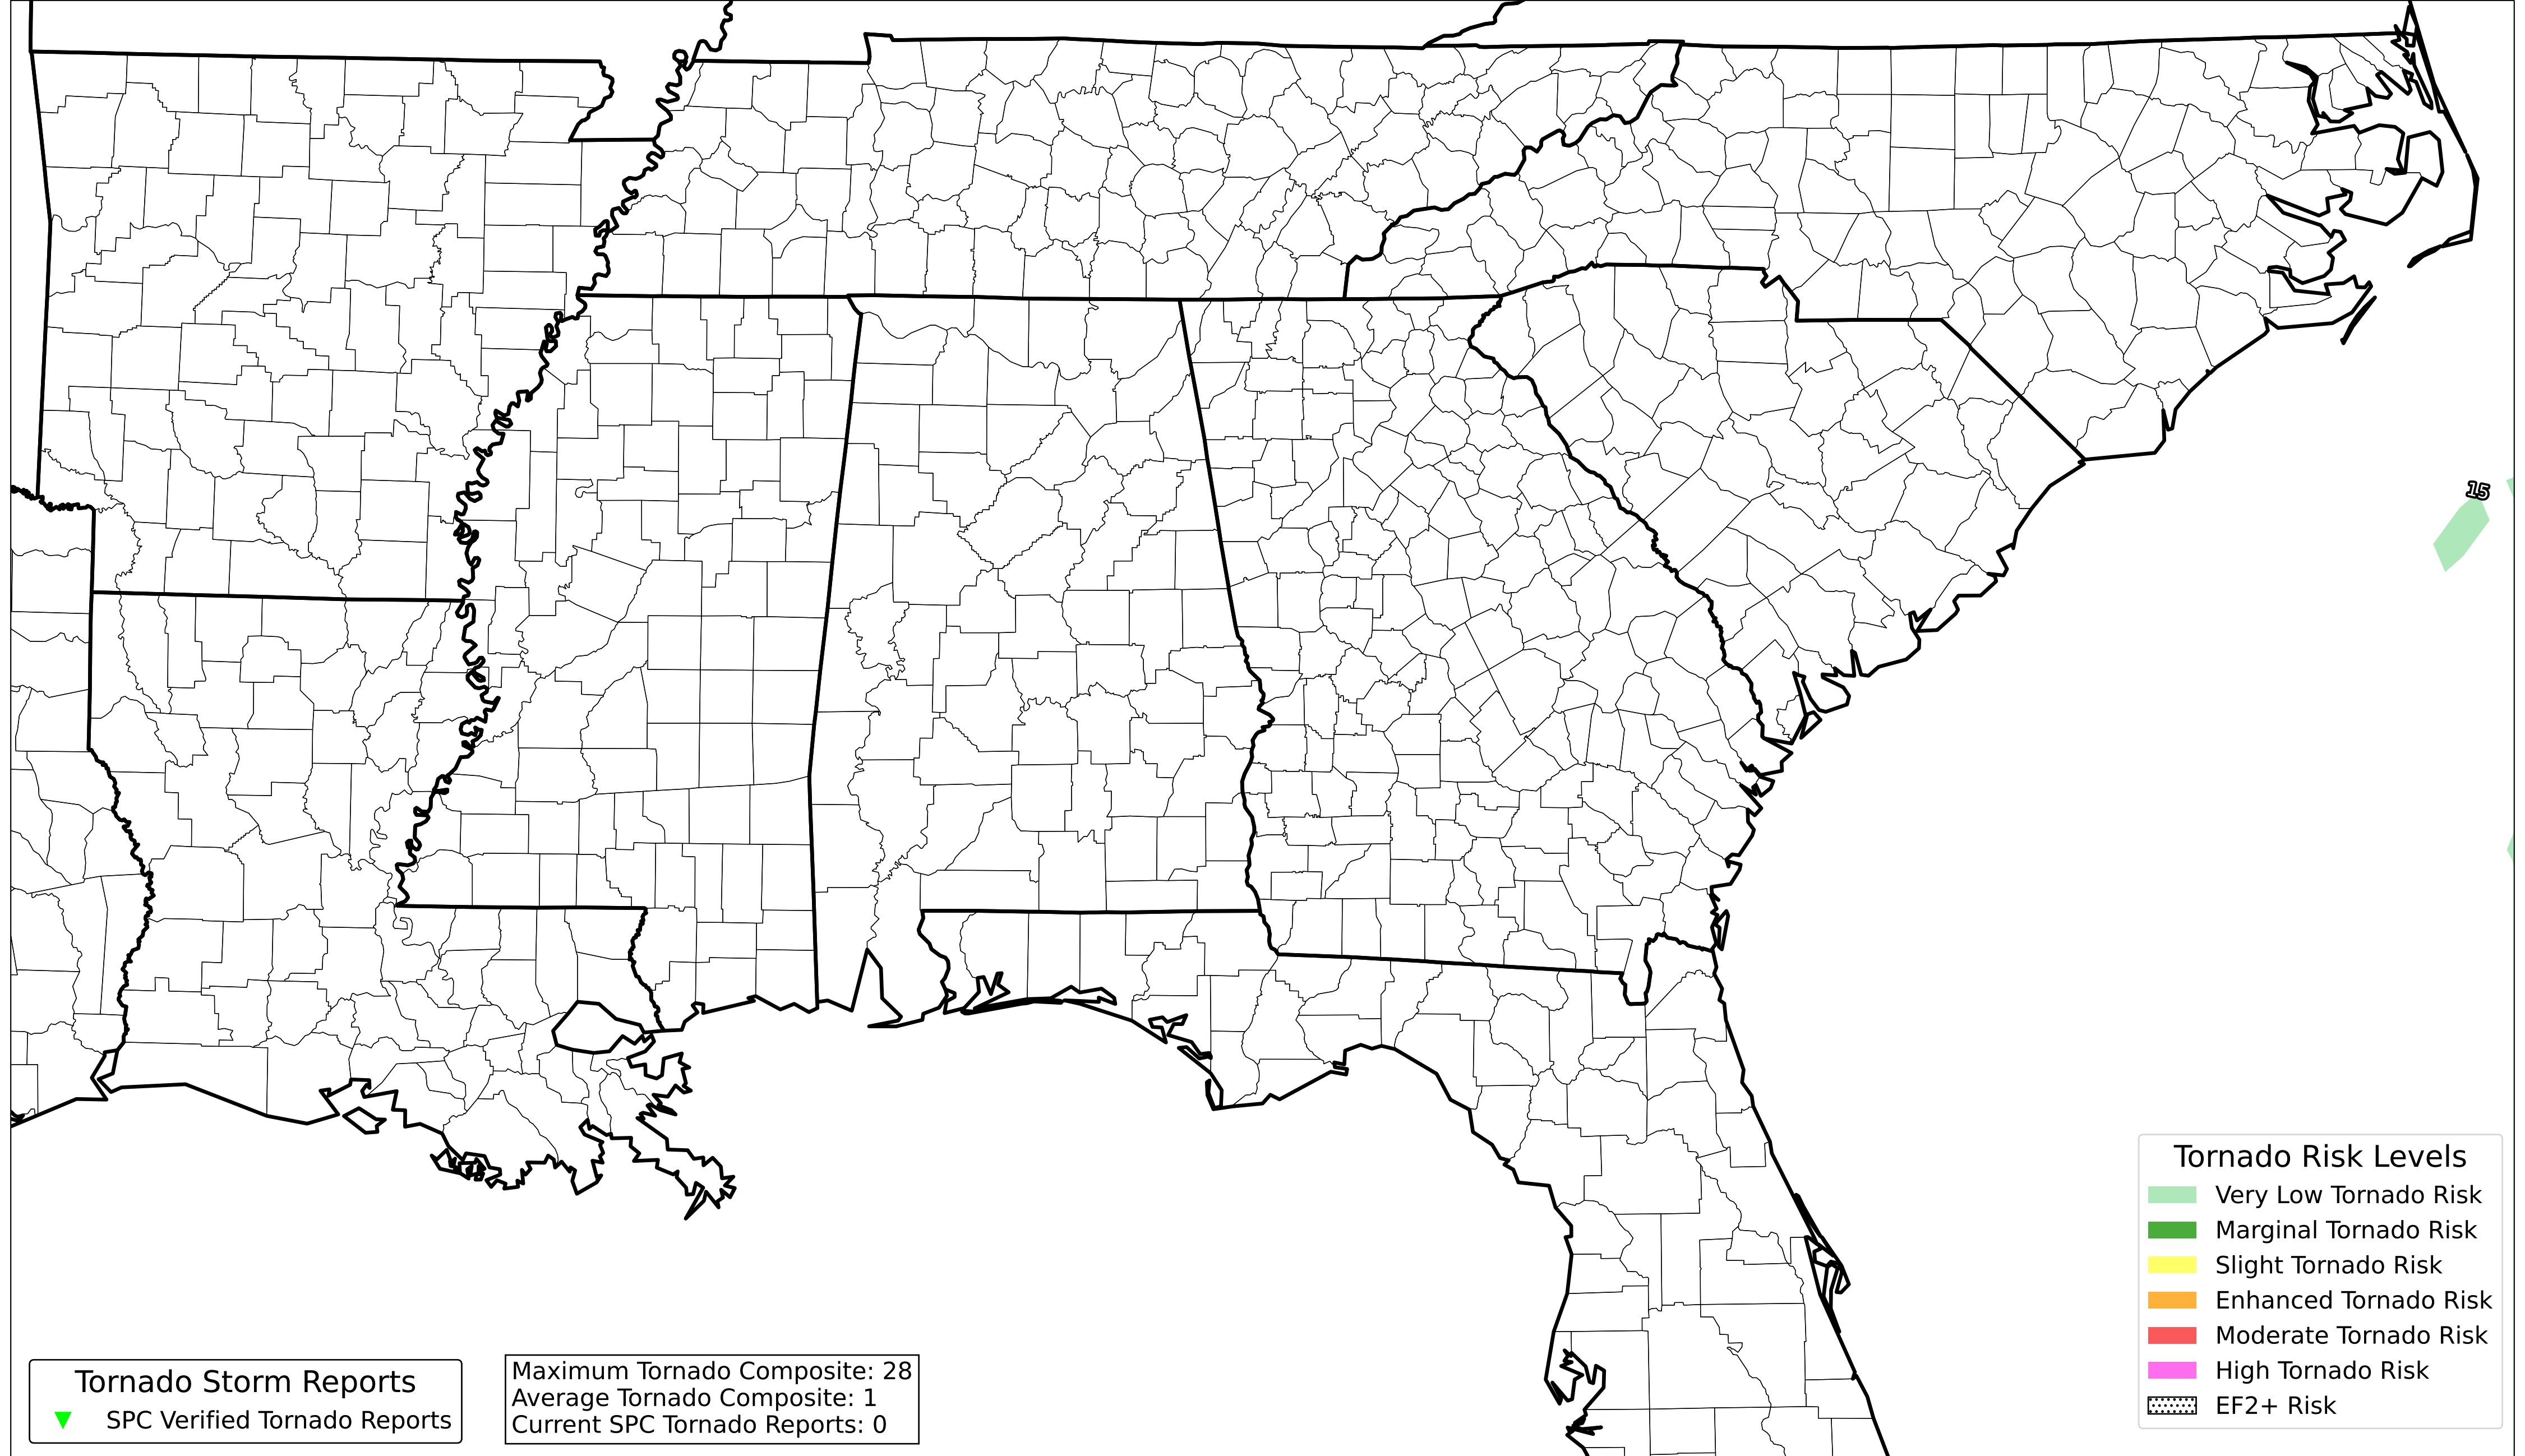 15
Tornado Risk Levels
Very Low Tornado Risk
Marginal Tornado Risk
Slight Tornado Risk
Enhanced Tornado Risk
Moderate Tornado Risk
High Tornado Risk
EF2+ Risk
Tornado Storm Reports
SPC Verified Tornado Reports
Maximum Tornado Composite: 28
Average Tornado Composite: 1
Current SPC Tornado Reports: 0